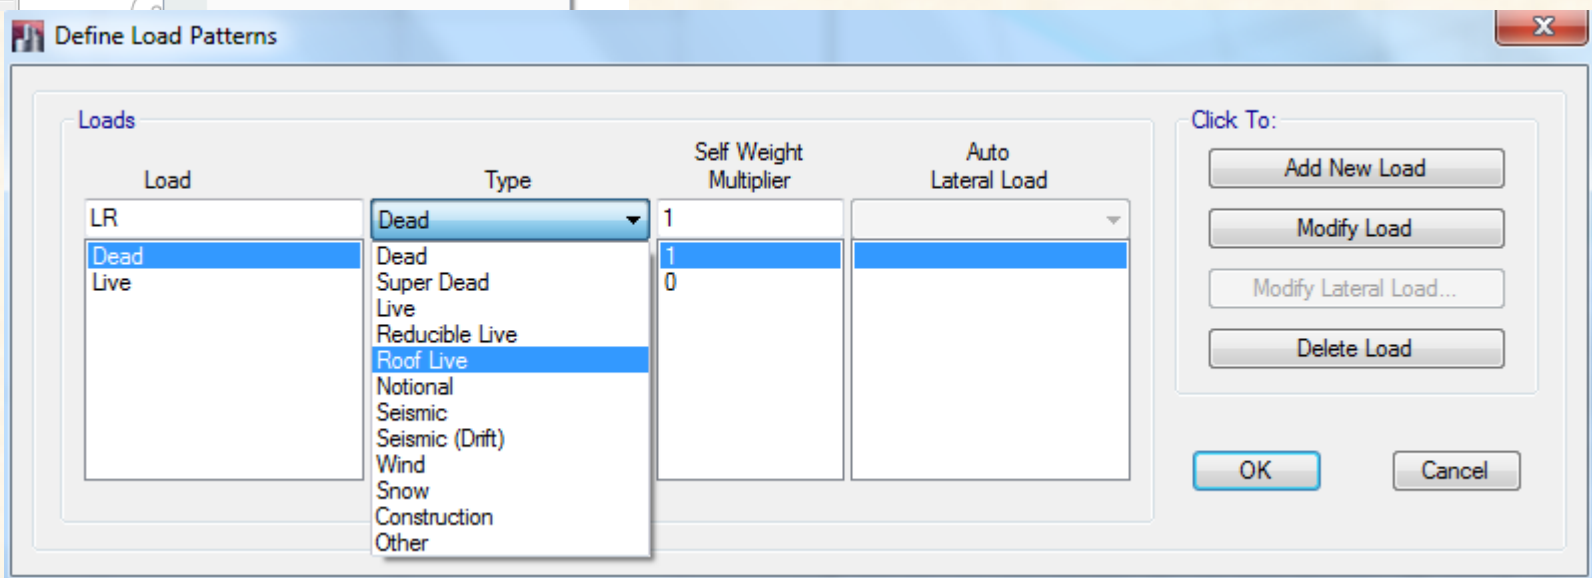 Define Load Patterns
x
Loads
Click To:
Load
Type
Self Weight
Multiplier
Auto
Lateral Load
LR
Dead
1
Dead
1
Live
0
Dead
Super Dead
Live
Reducible Live
Roof Live
Notional
Seismic
Seismic (Drift)
Wind
Snow
Construction
Other
Add New Load
Modify Load
Modify Lateral Load...
Delete Load
OK
Cancel